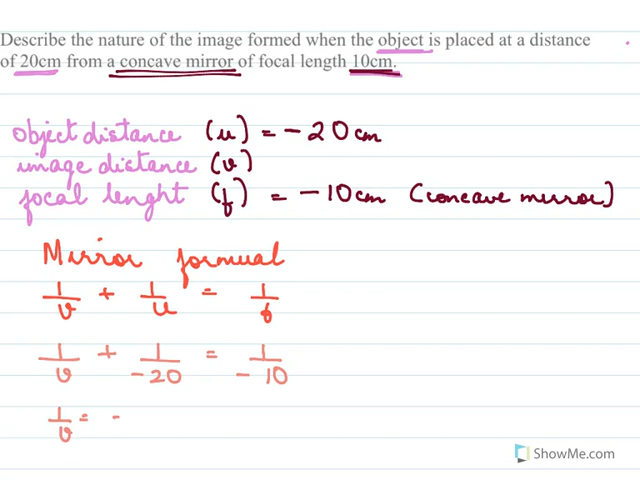 Describe the nature of the image formed when the object is placed at a distance
of 20cm from a concave mirror of focal length 10cm.
object distance (u) = -20cm
image distance (v)
focal lenght (f) = -10cm (concave mirror)
Mirror formual
1/v + 1/u = 1/f
1/v + 1/-20 = 1/-10
1/v = -
ShowMe.com